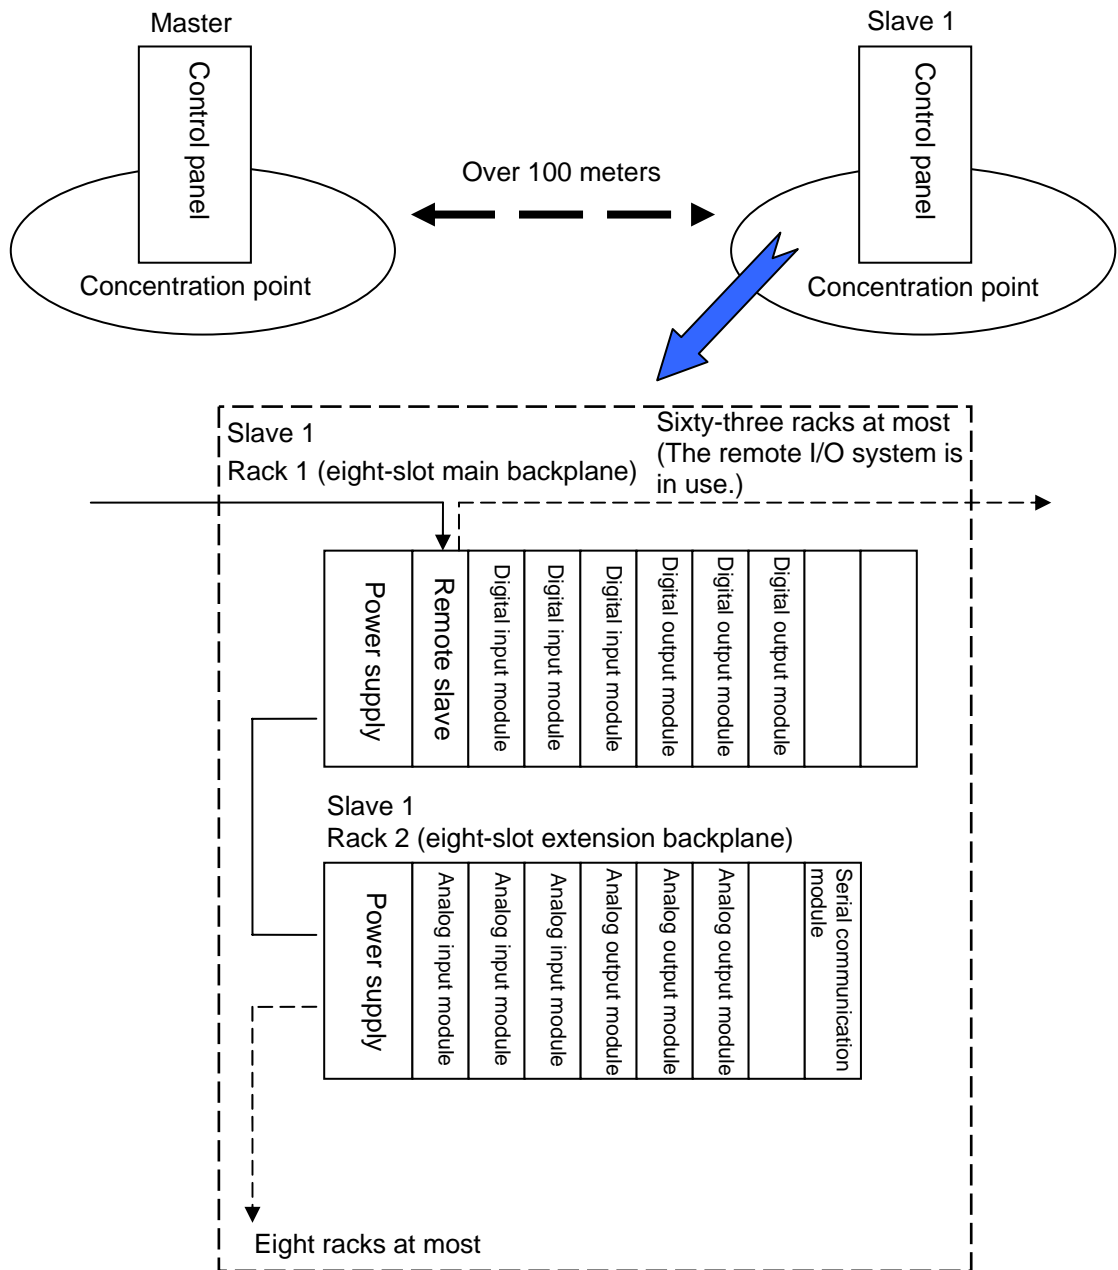 Master
Slave 1
Control panel
Control panel
Over 100 meters
Concentration point
Concentration point
Slave 1
Rack 1 (eight-slot main backplane)
Sixty-three racks at most
(The remote I/O system is
in use.)
Power supply
Remote slave
Digital input module
Digital input module
Digital input module
Digital output module
Digital output module
Digital output module
Slave 1
Rack 2 (eight-slot extension backplane)
Power supply
Analog input module
Analog input module
Analog input module
Analog output module
Analog output module
Analog output module
Serial communication
module
Eight racks at most